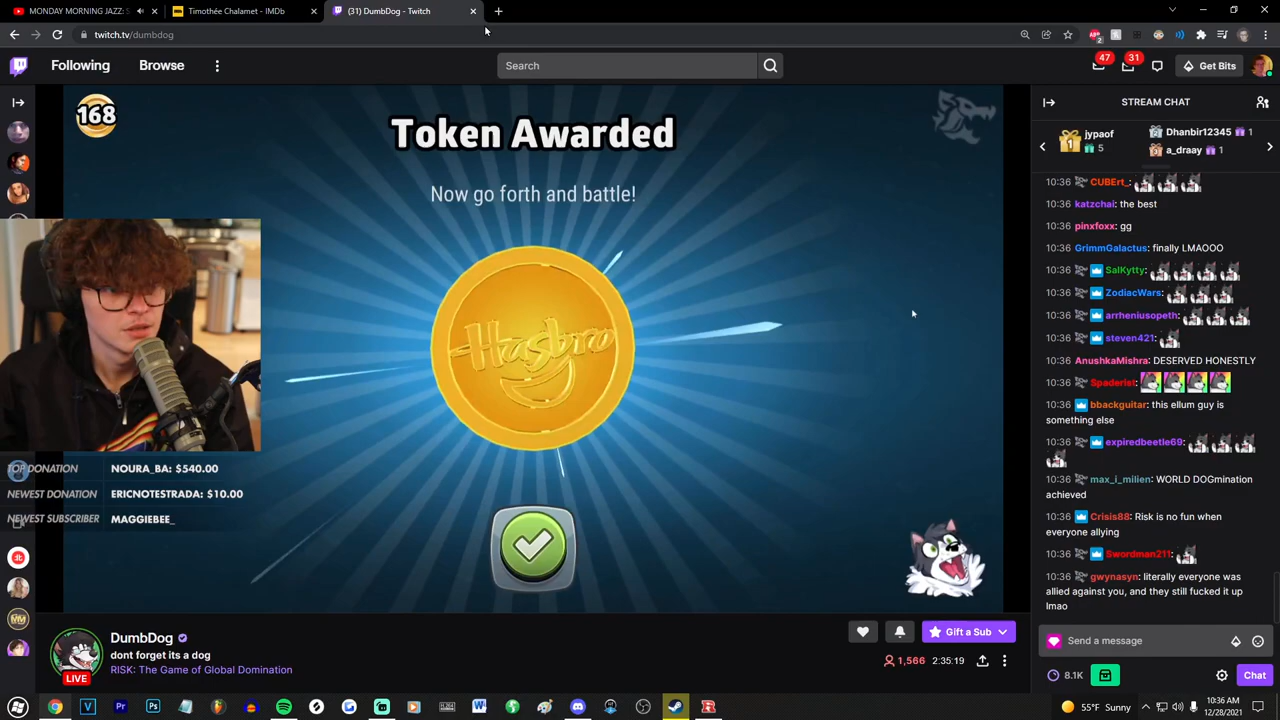 MONDAY MORNING JAZZ: S
Timothée Chalamet - IMDb
(31) DumbDog - Twitch
twitch.tv/dumbdog
2
Following
Browse
Search
47
31
Get Bits
168
Token Awarded
Now go forth and battle!
Hasbro
TOP DONATION NOURA_BA: $540.00
NEWEST DONATION ERICNOTESTRADA: $10.00
NEWEST SUBSCRIBER MAGGIEBEE_
DumbDog
LIVE
dont forget its a dog
RISK: The Game of Global Domination
Gift a Sub
1,566
2:35:19
STREAM CHAT
1
jypaof
5
2 Dhanbir12345 1
3 a_draay 1
10:36 CUBErt_:
10:36 katzchai: the best
10:36 pinxfoxx: gg
10:36 GrimmGalactus: finally LMAOOO
10:36 SalKytty:
10:36 ZodiacWars:
10:36 arrheniusopeth:
10:36 steven421:
10:36 AnushkaMishra: DESERVED HONESTLY
10:36 Spaderist:
10:36 bbackguitar: this ellum guy is
something else
10:36 expiredbeetle69:
10:36 max_i_milien: WORLD DOGmination
achieved
10:36 Crisis88: Risk is no fun when
everyone allying
10:36 Swordman211:
10:36 gwynasyn: literally everyone was
allied against you, and they still fucked it up
lmao
Send a message
8.1K
Chat
55°F Sunny
10:36 AM
12/28/2021